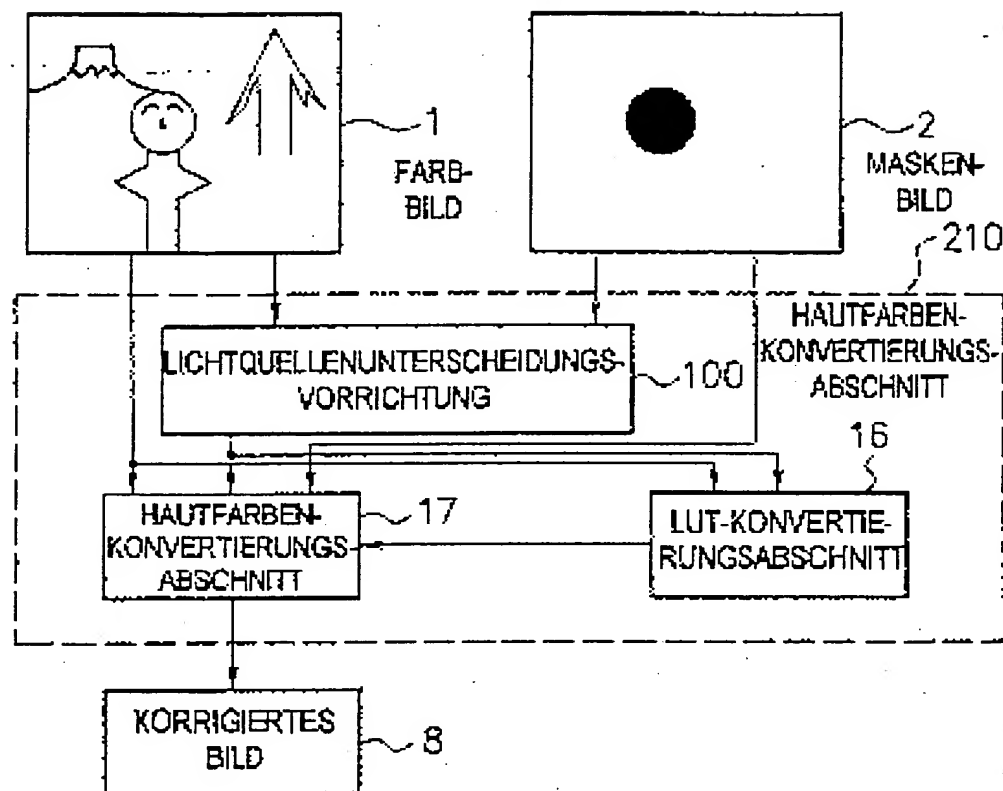 1
FARB-
BILD
2
MASKEN-
BILD
210
HAUTFARBEN-
KONVERTIERUNGS-
ABSCHNITT
LICHTQUELLENUNTERSCHEIDUNGS-
VORRICHTUNG
100
16
HAUTFARBEN-
KONVERTIERUNGS-
ABSCHNITT
17
LUT-KONVERTIE-
RUNGSABSCHNITT
KORRIGIERTES
BILD
8